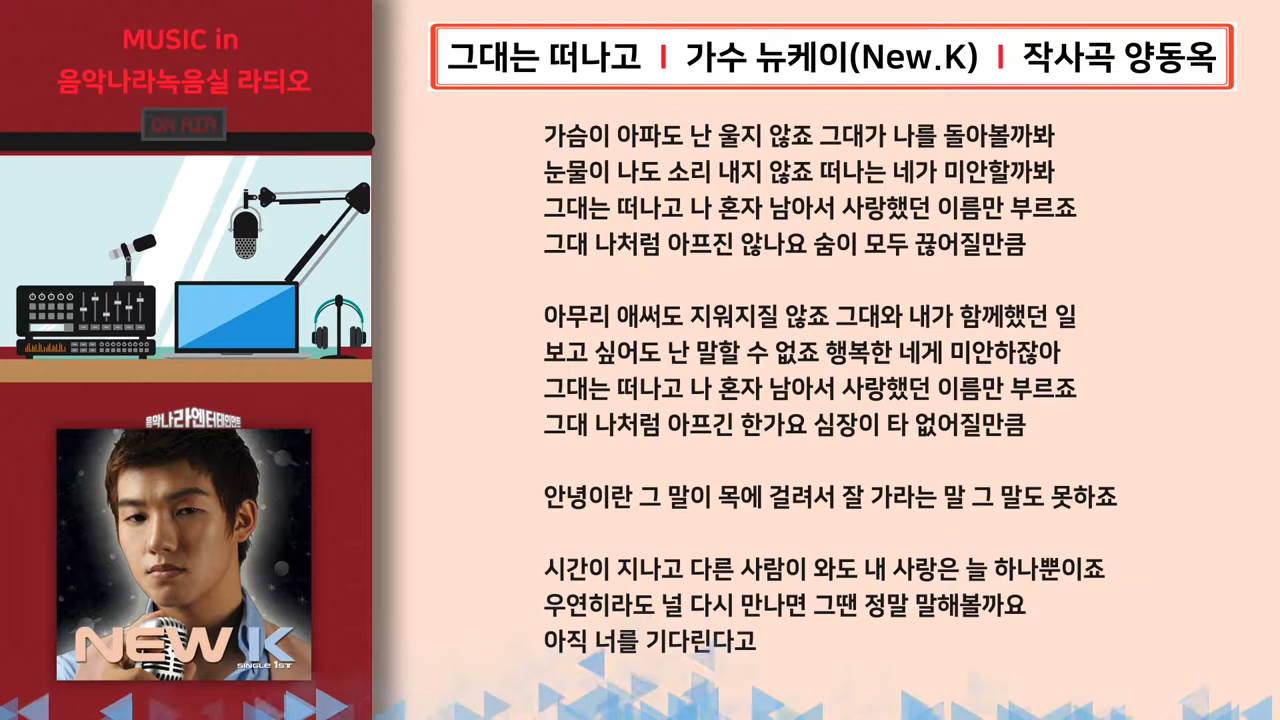 MUSIC in
음악나라녹음실 라듸오
ON AIR
음악나라엔터테인먼트
NEW K
SINGLE 1ST
그대는 떠나고 I 가수 뉴케이(New.K) I 작사곡 양동옥
가슴이 아파도 난 울지 않죠 그대가 나를 돌아볼까봐
눈물이 나도 소리 내지 않죠 떠나는 네가 미안할까봐
그대는 떠나고 나 혼자 남아서 사랑했던 이름만 부르죠
그대 나처럼 아프진 않나요 숨이 모두 끊어질만큼
아무리 애써도 지워지질 않죠 그대와 내가 함께했던 일
보고 싶어도 난 말할 수 없죠 행복한 네게 미안하잖아
그대는 떠나고 나 혼자 남아서 사랑했던 이름만 부르죠
그대 나처럼 아프긴 한가요 심장이 타 없어질만큼
안녕이란 그 말이 목에 걸려서 잘 가라는 말 그 말도 못하죠
시간이 지나고 다른 사람이 와도 내 사랑은 늘 하나뿐이죠
우연히라도 널 다시 만나면 그땐 정말 말해볼까요
아직 너를 기다린다고